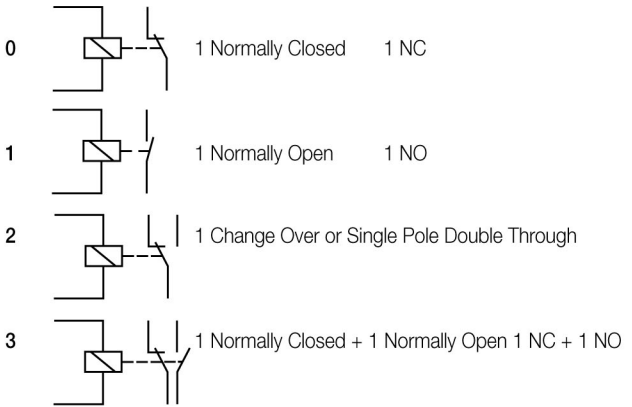 0 1 Normally Closed 1 NC
1 1 Normally Open 1 NO
2 1 Change Over or Single Pole Double Through
3 1 Normally Closed + 1 Normally Open 1 NC + 1 NO